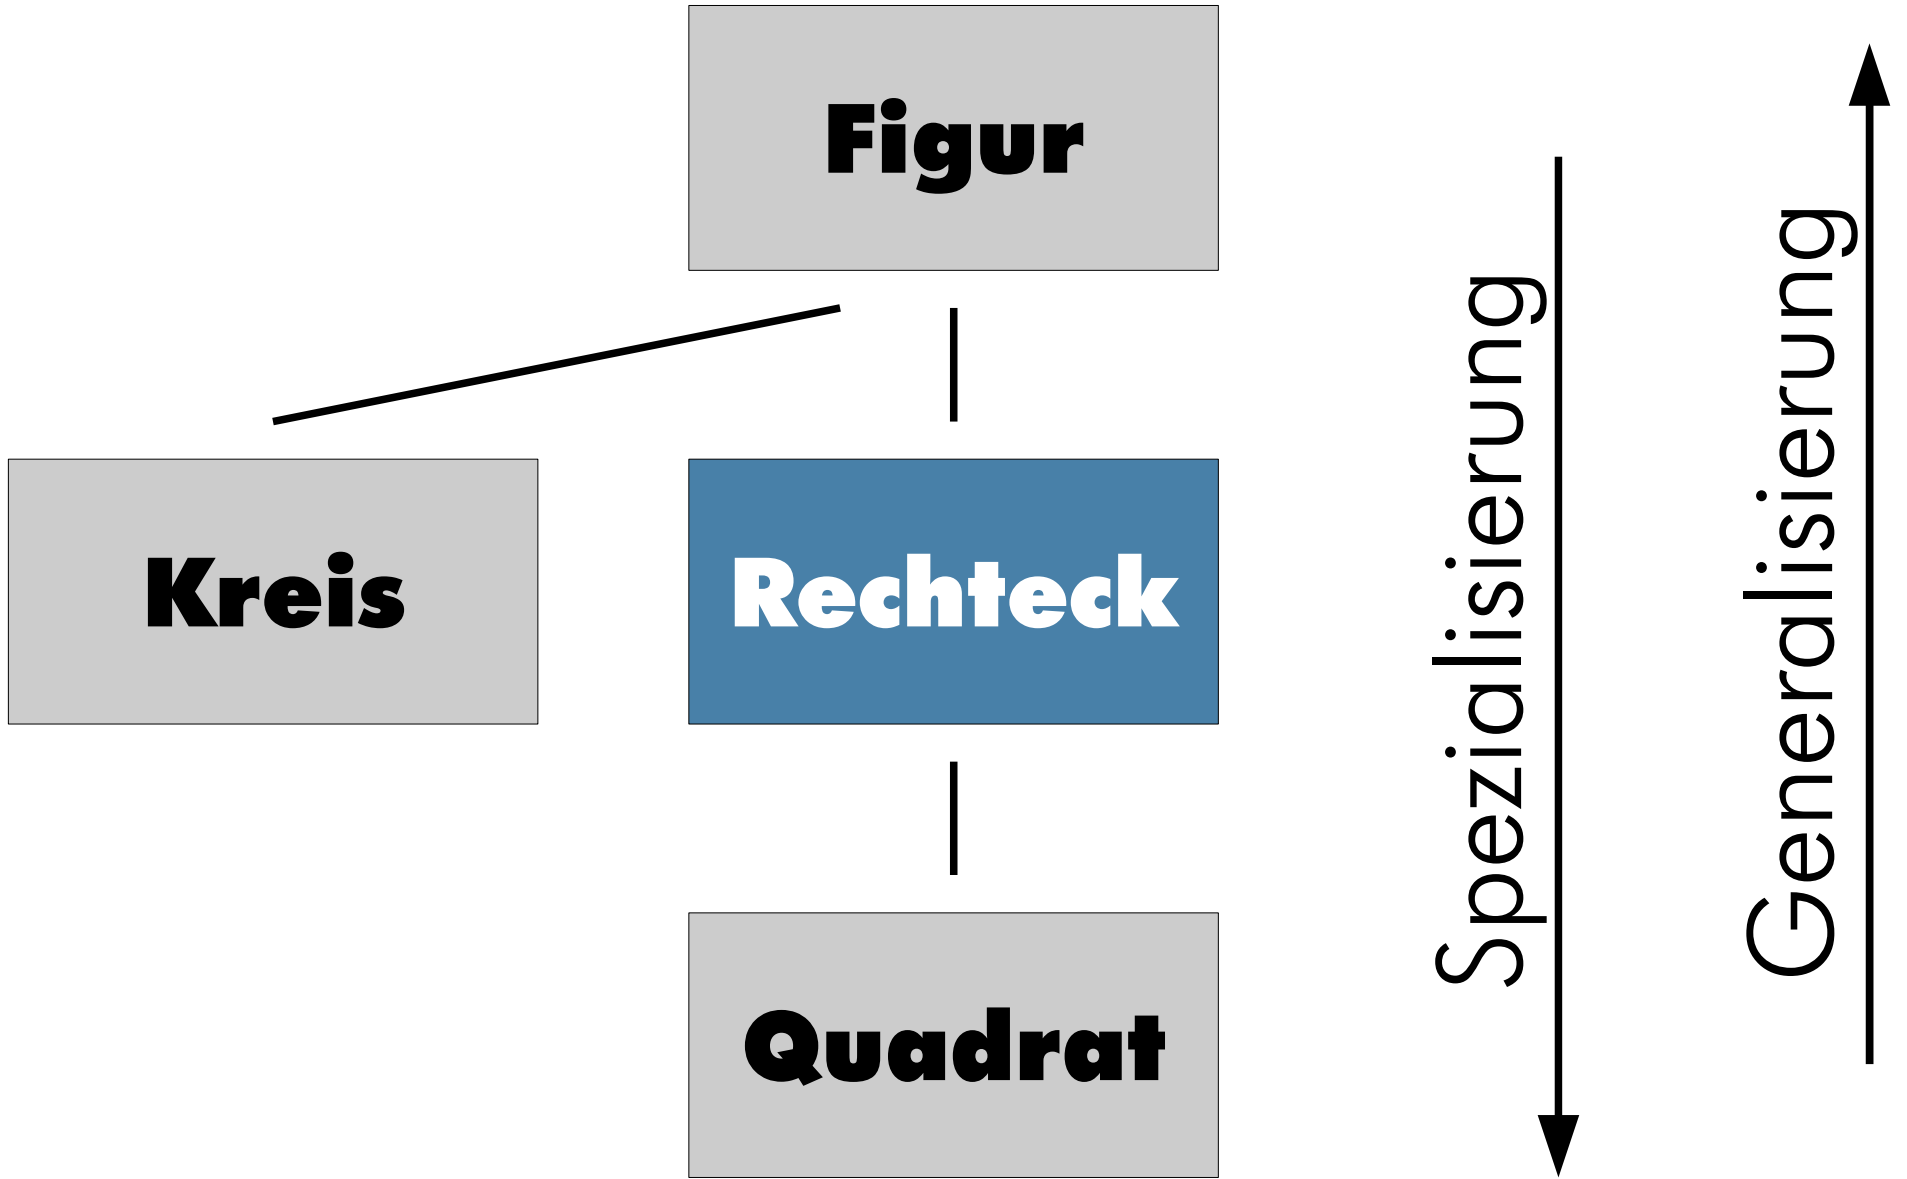 Figur
Kreis
Rechteck
Quadrat
Spezialisierung
Generalisierung